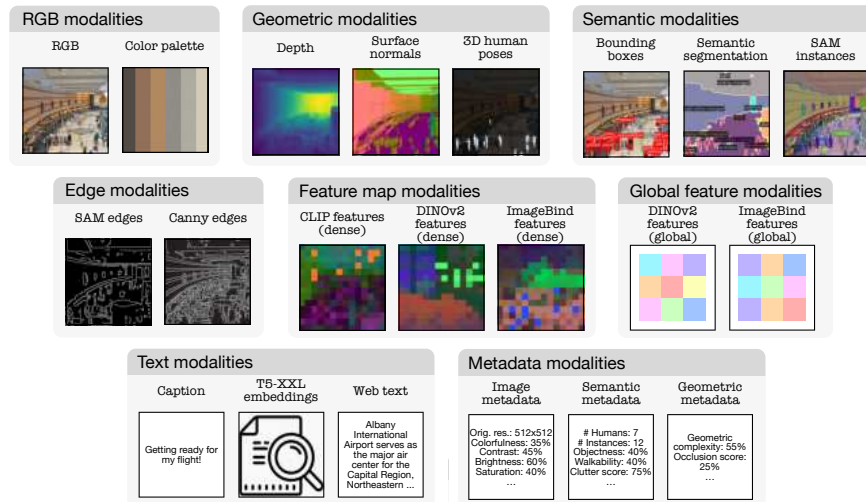 RGB modalities
RGB
Color palette
Geometric modalities
Depth
Surface
normals
3D human
poses
Semantic modalities
Bounding
boxes
Semantic
segmentation
SAM
instances
Edge modalities
SAM edges
Canny edges
Feature map modalities
CLIP features
(dense)
DINOv2
features
(dense)
ImageBind
features
(dense)
Global feature modalities
DINOv2
features
(global)
ImageBind
features
(global)
Text modalities
Caption
Getting ready for
my flight!
T5-XXL
embeddings
Web text
Albany
International
Airport serves as
the major air
center for the
Capital Region,
Northeastern ...
Metadata modalities
Image
metadata
Orig. res.: 512x512
Colorfulness: 35%
Contrast: 45%
Brightness: 60%
Saturation: 40%
...
Semantic
metadata
# Humans: 7
# Instances: 12
Objectness: 40%
Walkability: 40%
Clutter score: 75%
...
Geometric
metadata
Geometric
complexity: 55%
Occlusion score:
25%
...